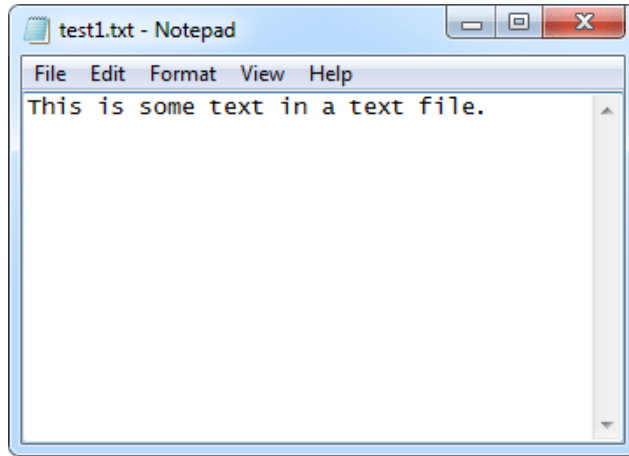 test1.txt - Notepad
File Edit Format View Help
This is some text in a text file.